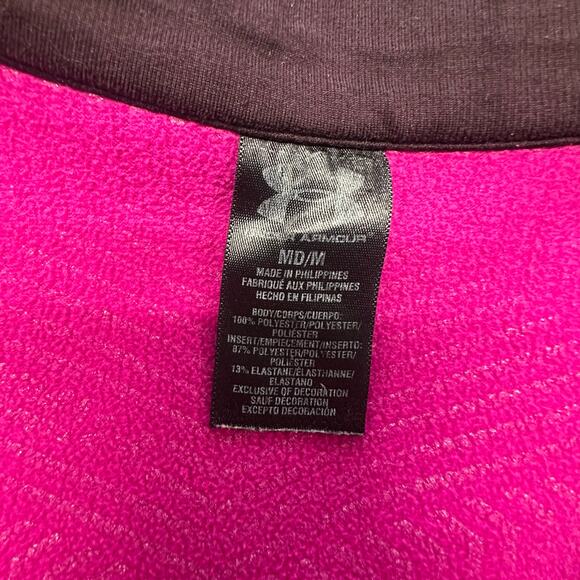 ARMOUR
MD/M
MADE IN PHILIPPINES
FABRIQUÉ AUX PHILIPPINES
HECHO EN FILIPINAS
BODY/CORPS/CUERPO:
100% POLYESTER/POLYESTER/
POLIÉSTER
INSERT/EMPIECEMENT/INSERTO:
87% POLYESTER/POLYESTER/
POLIÉSTER
13% ELASTANE/ÉLASTHANNE/
ELASTANO
EXCLUSIVE OF DECORATION
SAUF DÉCORATION
EXCEPTO DECORACIÓN